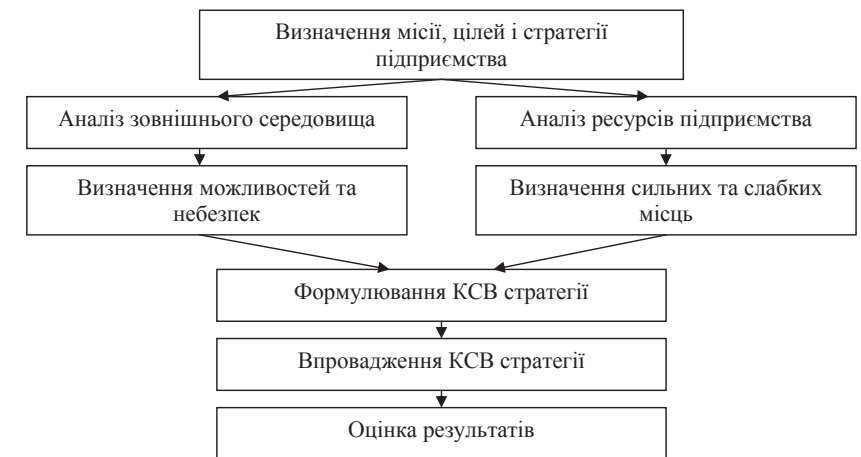 Визначення місії, цілей і стратегії
підприємства
Аналіз зовнішнього середовища
Аналіз ресурсів підприємства
Визначення можливостей та
небезпек
Визначення сильних та слабких
місць
Формулювання КСВ стратегії
Впровадження КСВ стратегії
Оцінка результатів